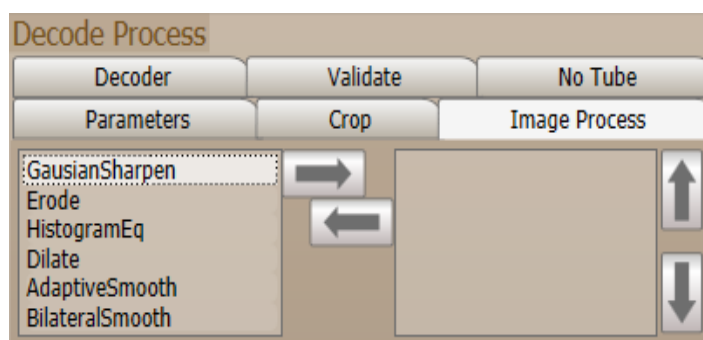 Decode Process
Decoder Validate No Tube
Parameters Crop Image Process
GausianSharpen
Erode
HistogramEq
Dilate
AdaptiveSmooth
BilateralSmooth